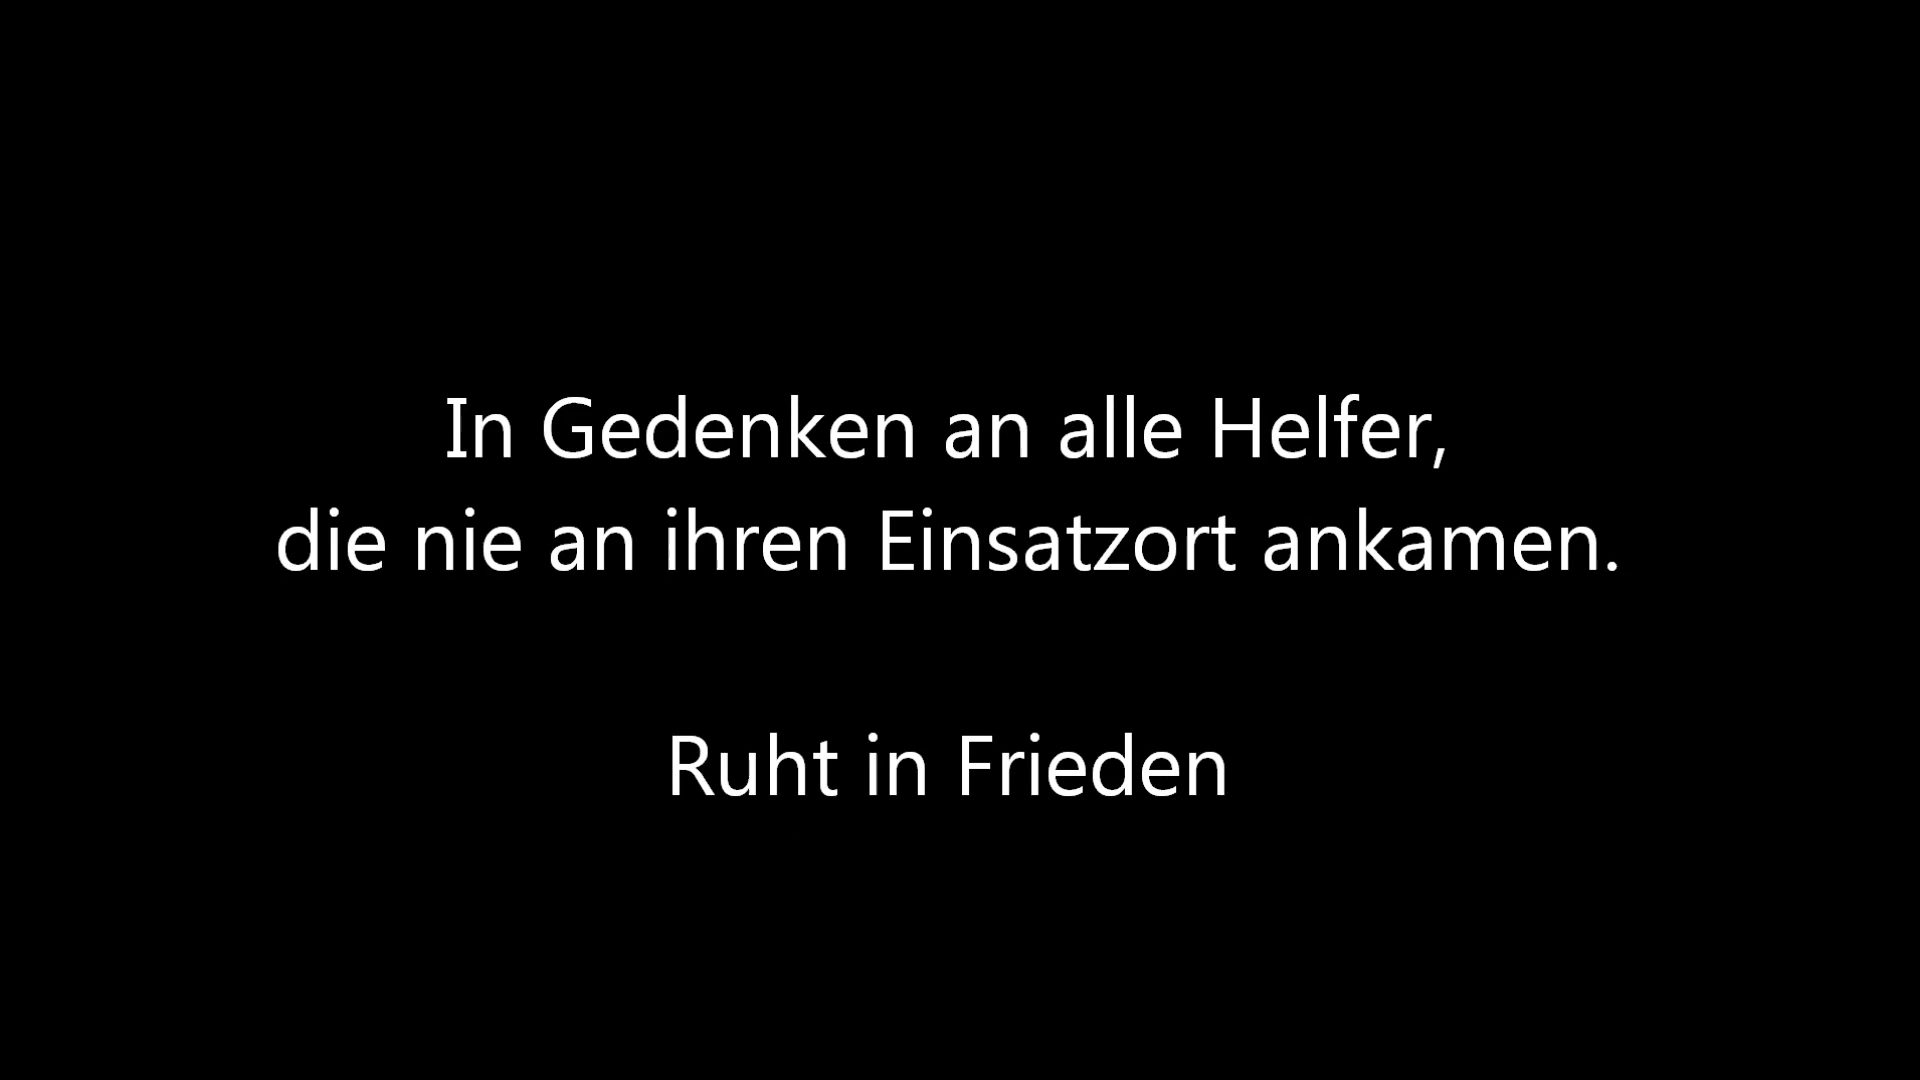 In Gedenken an alle Helfer,
die nie an ihren Einsatzort ankamen.
Ruht in Frieden